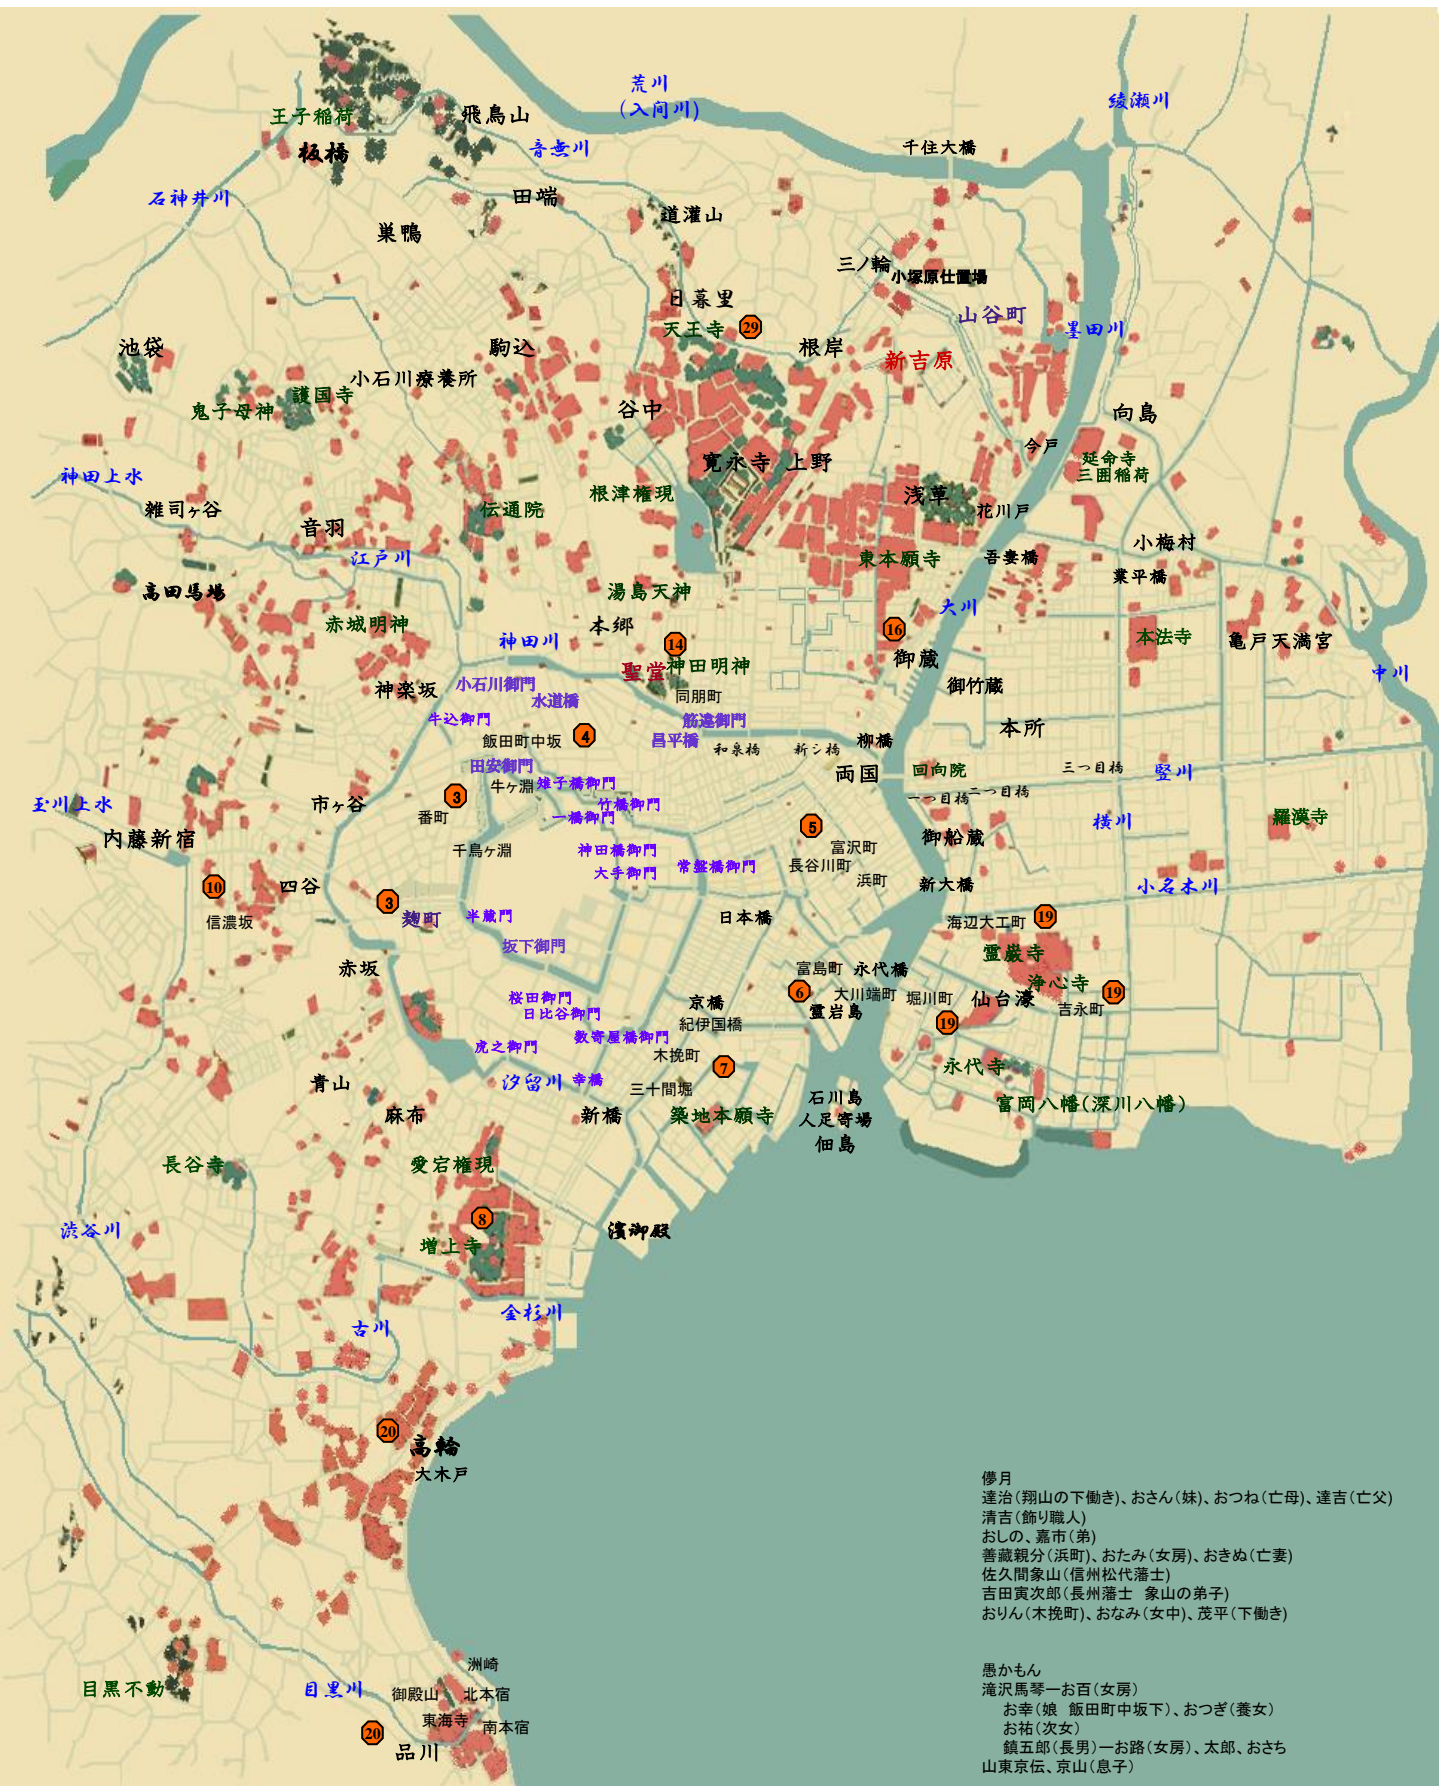 荒川
(入间川)
綾瀬川
王子稲荷
飛鳥山
板橋
音無川
千住大橋
石神井川
田端
道灌山
巣鴨
三ノ輪
小塚原仕置場
日暮里
山谷町
天王寺
29
墨田川
池袋
駒込
根岸
新吉原
小石川療養所
護国寺
鬼子母神
谷中
向島
今戸
寛永寺
上野
延命寺
三囲稲荷
神田上水
根津権現
浅草
花川戸
雑司ヶ谷
伝通院
音羽
小梅村
江戸川
東本願寺
吾妻橋
業平橋
高田馬場
湯島天神
大川
赤城明神
本郷
16
本法寺
亀戸天満宮
神田川
14
御蔵
聖堂
神田明神
中川
小石川御門
神楽坂
同朋町
御竹蔵
水道橋
牛込御門
筋違御門
本所
飯田町中坂
4
昌平橋
和泉橋
新シ橋
柳橋
田安御門
両国
回向院
三つ目橋
竪川
牛ヶ淵
雉子橋御門
3
一つ目橋
二つ目橋
玉川上水
市ヶ谷
番町
竹橋御門
一橋御門
横川
羅漢寺
内藤新宿
5
御船蔵
千鳥ヶ淵
神田橋御門
富沢町
大手御門
常盤橋御門
長谷川町
浜町
新大橋
小名木川
10
四谷
3
信濃坂
麹町
半蔵門
日本橋
海辺大工町
19
坂下御門
霊巌寺
赤坂
富島町
永代橋
浄心寺
6
大川端町
堀川町
仙台濠
19
桜田御門
京橋
霊岩島
吉永町
日比谷御門
紀伊国橋
19
数寄屋橋御門
虎之御門
木挽町
7
永代寺
汐留川
幸橋
青山
三十間堀
石川島
富岡八幡(深川八幡)
麻布
新橋
築地本願寺
人足寄場
佃島
長谷寺
愛宕権現
8
渋谷川
濱御殿
増上寺
金杉川
古川
20
高輪
大木戸
儚月
達治(翔山の下働き)、おさん(妹)、おつね(亡母)、達吉(亡父)
清吉(飾り職人)
おしの、嘉市(弟)
善蔵親分(浜町)、おたみ(女房)、おきぬ(亡妻)
佐久間象山(信州松代藩士)
吉田寅次郎(長州藩士 象山の弟子)
おりん(木挽町)、おなみ(女中)、茂平(下働き)
洲崎
目黒不動
目黒川
御殿山
北本宿
東海寺
南本宿
20
品川
愚かもん
滝沢馬琴ーお百(女房)
お幸(娘 飯田町中坂下)、おつぎ(養女)
お祐(次女)
鎮五郎(長男)ーお路(女房)、太郎、おさち
山東京伝、京山(息子)